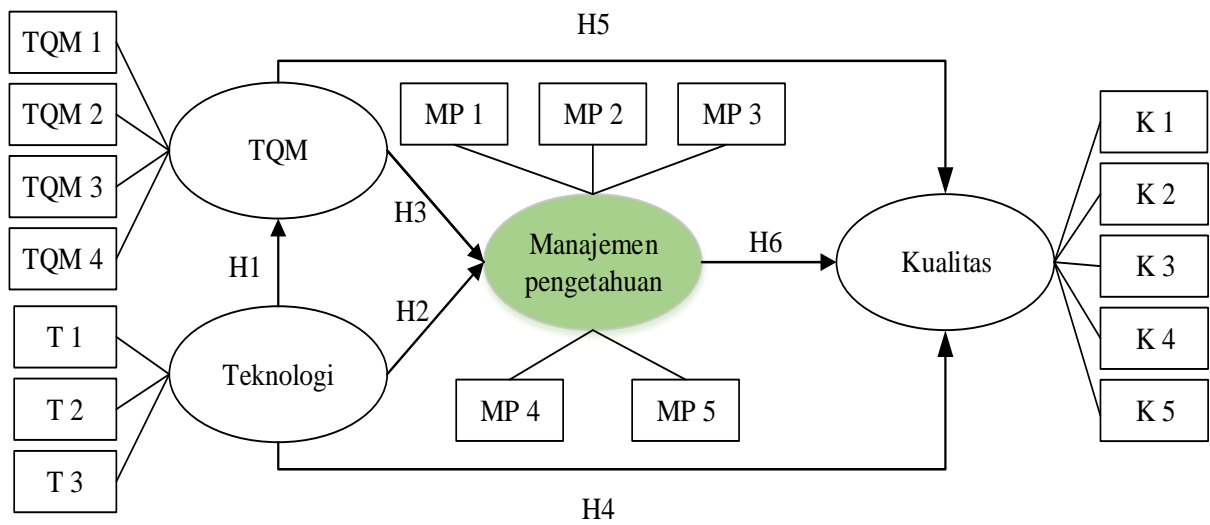 H5
TQM 1
TQM 2
TQM 3
TQM 4
TQM
MP 1
MP 2
MP 3
K 1
K 2
K 3
K 4
K 5
H3
H1
H2
Manajemen
pengetahuan
H6
Kualitas
T 1
T 2
T 3
Teknologi
MP 4
MP 5
H4